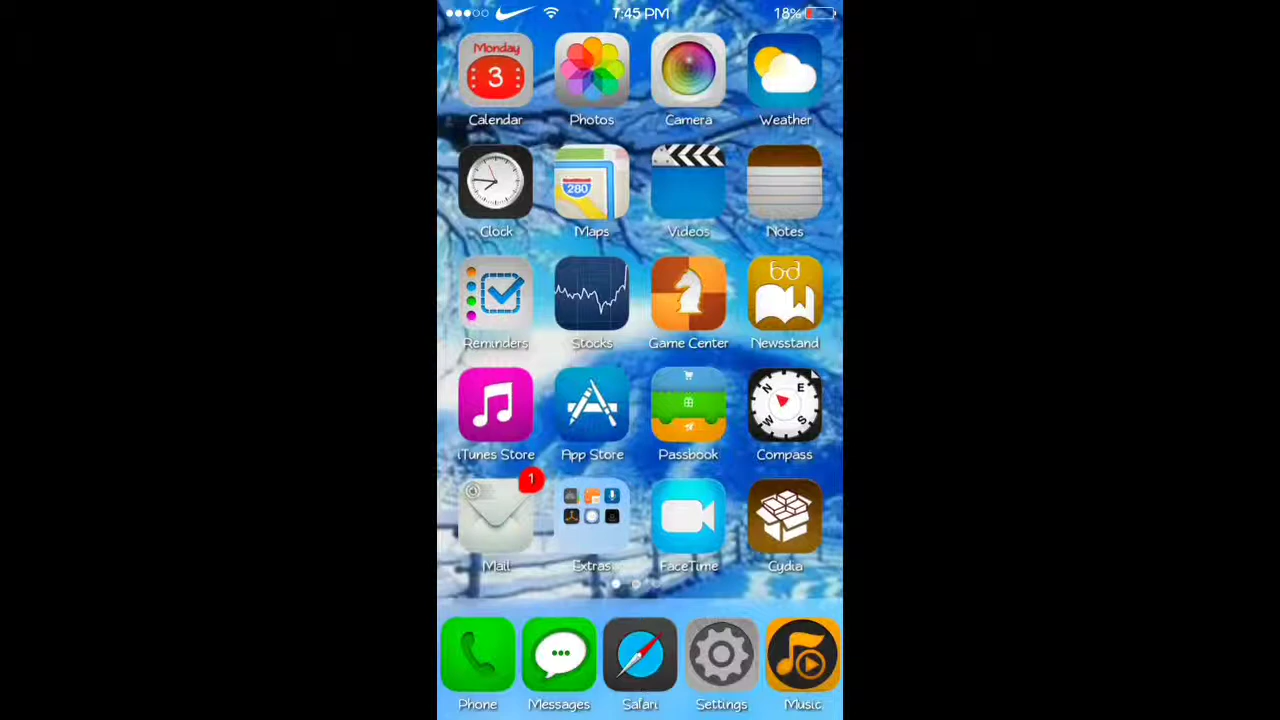 7:45 PM 18%
Monday
3
Calendar Photos Camera Weather
280
Clock Maps Videos Notes
Reminders Stocks Game Center Newsstand
N E
W S
iTunes Store App Store Passbook Compass
1
Mail Extras FaceTime Cydia
Phone Messages Safari Settings Music